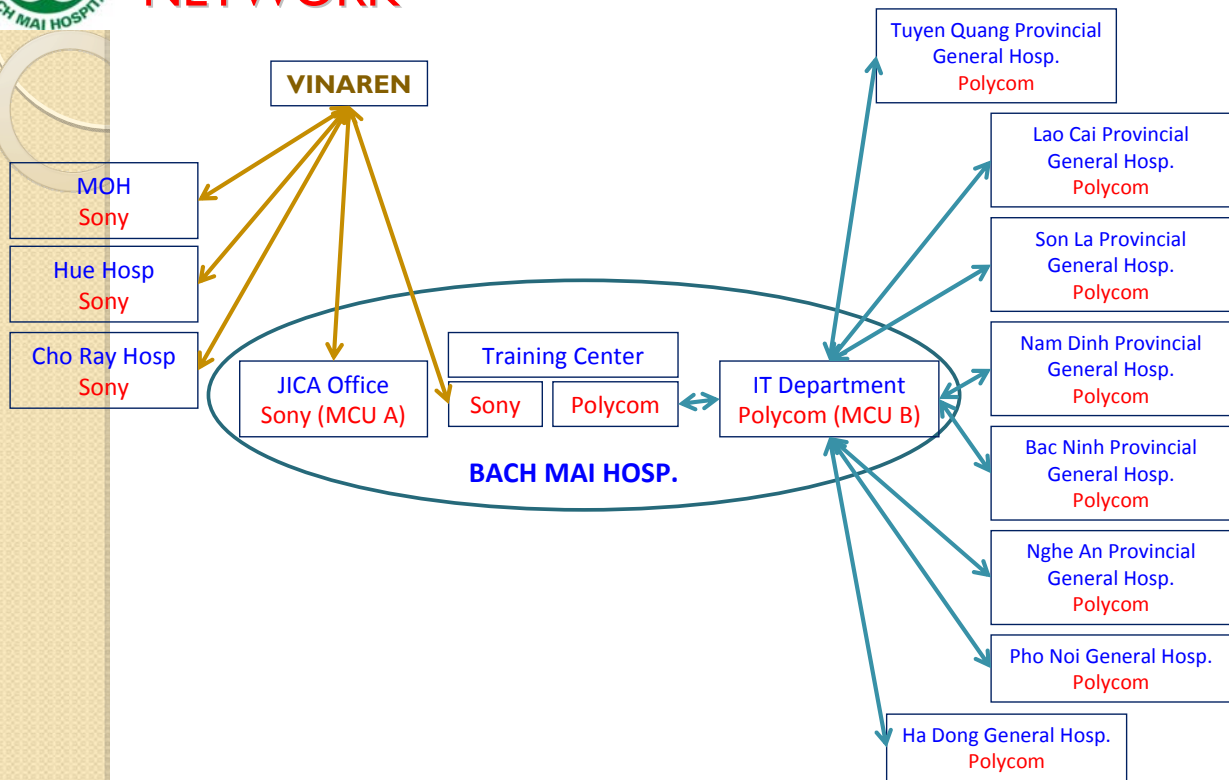 NETWORK
CH MAI HOSPIT
VINAREN
MOH
Sony
Hue Hosp
Sony
Cho Ray Hosp
Sony
JICA Office
Sony (MCU A)
Training Center
Sony
Polycom
IT Department
Polycom (MCU B)
BACH MAI HOSP.
Tuyen Quang Provincial
General Hosp.
Polycom
Lao Cai Provincial
General Hosp.
Polycom
Son La Provincial
General Hosp.
Polycom
Nam Dinh Provincial
General Hosp.
Polycom
Bac Ninh Provincial
General Hosp.
Polycom
Nghe An Provincial
General Hosp.
Polycom
Pho Noi General Hosp.
Polycom
Ha Dong General Hosp.
Polycom